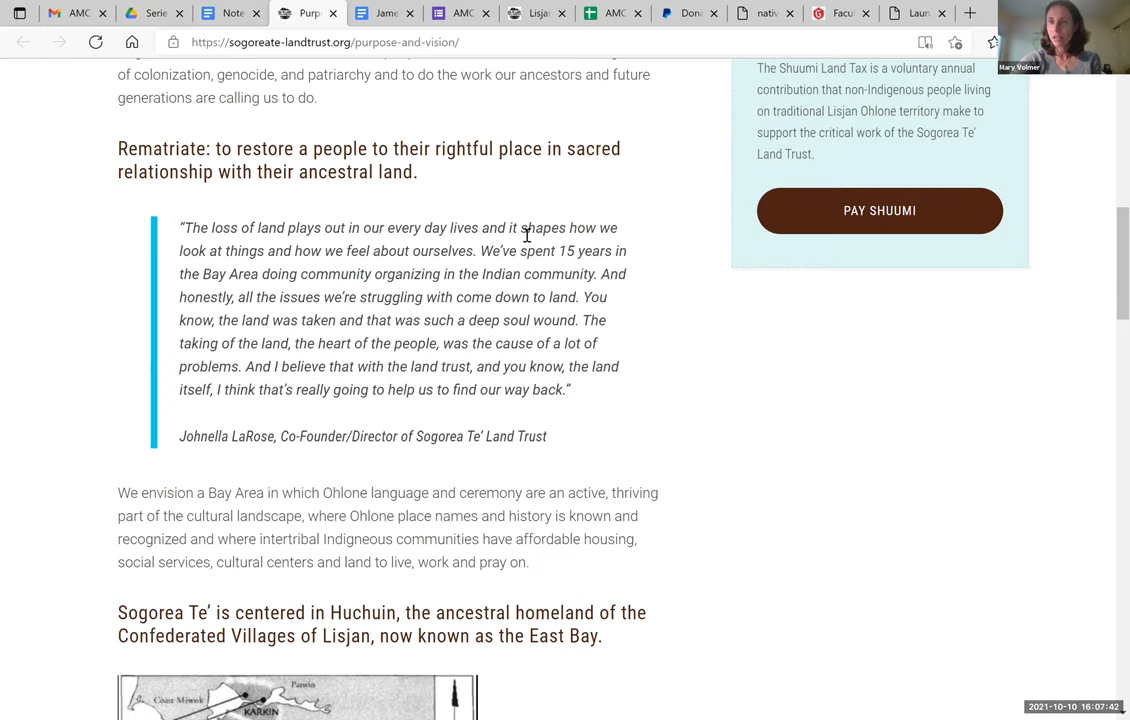 AMC
Serie
Note
Purp
Jame
AMC
Lisjan
AMC
Dona
nativ
Facul
Laun
https://sogoreate-landtrust.org/purpose-and-vision/
Mary Volmer
of colonization, genocide, and patriarchy and to do the work our ancestors and future
generations are calling us to do.
Rematriate: to restore a people to their rightful place in sacred
relationship with their ancestral land.
“The loss of land plays out in our every day lives and it shapes how we
look at things and how we feel about ourselves. We’ve spent 15 years in
the Bay Area doing community organizing in the Indian community. And
honestly, all the issues we’re struggling with come down to land. You
know, the land was taken and that was such a deep soul wound. The
taking of the land, the heart of the people, was the cause of a lot of
problems. And I believe that with the land trust, and you know, the land
itself, I think that’s really going to help us to find our way back.”
Johnella LaRose, Co-Founder/Director of Sogorea Te’ Land Trust
We envision a Bay Area in which Ohlone language and ceremony are an active, thriving
part of the cultural landscape, where Ohlone place names and history is known and
recognized and where intertribal Indigneous communities have affordable housing,
social services, cultural centers and land to live, work and pray on.
Sogorea Te’ is centered in Huchuin, the ancestral homeland of the
Confederated Villages of Lisjan, now known as the East Bay.
Patwin
Coast Miwok
KARKIN
The Shuumi Land Tax is a voluntary annual
contribution that non-Indigenous people living
on traditional Lisjan Ohlone territory make to
support the critical work of the Sogorea Te’
Land Trust.
PAY SHUUMI
2021-10-10 16:07:42